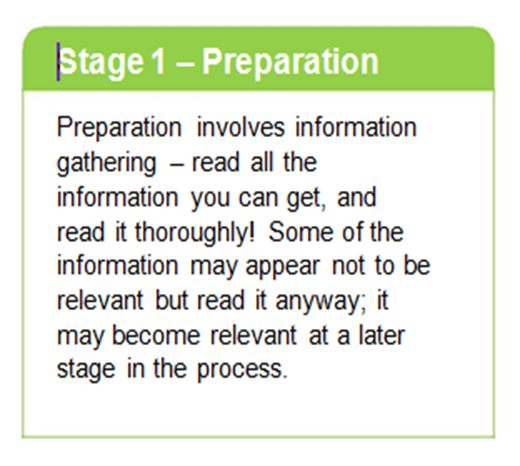 Stage 1 – Preparation
Preparation involves information
gathering – read all the
information you can get, and
read it thoroughly! Some of the
information may appear not to be
relevant but read it anyway; it
may become relevant at a later
stage in the process.